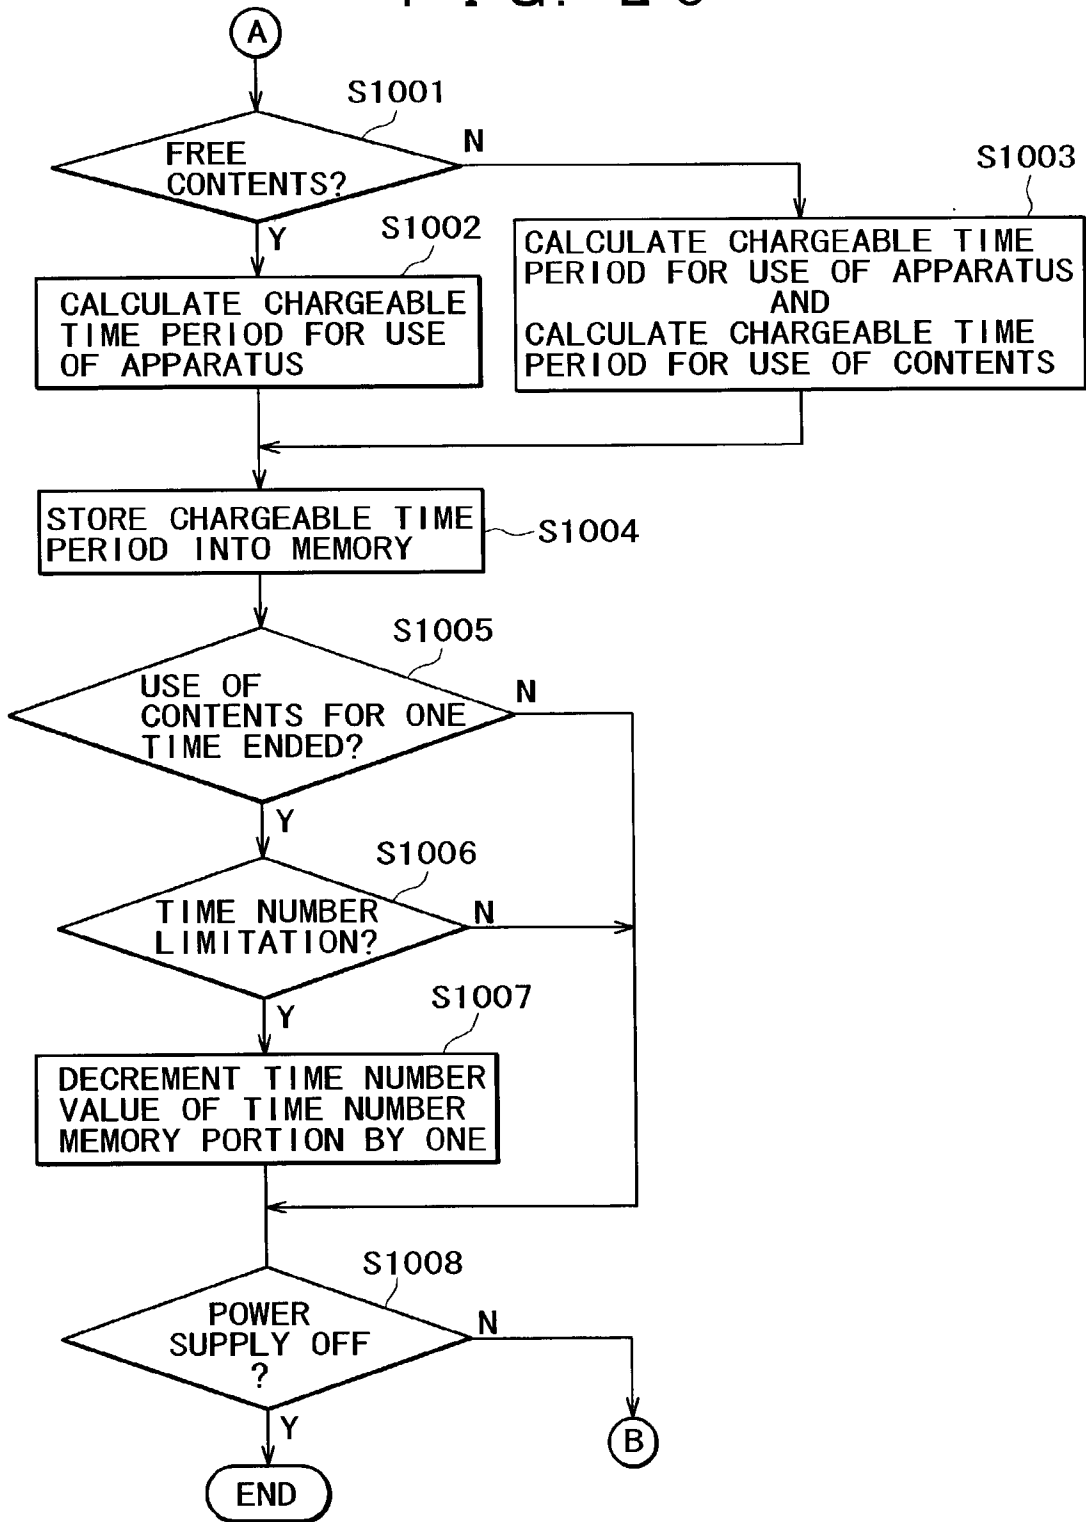 A
S1001
FREE
CONTENTS?
N
Y
S1003
CALCULATE CHARGEABLE TIME
PERIOD FOR USE OF APPARATUS
AND
CALCULATE CHARGEABLE TIME
PERIOD FOR USE OF CONTENTS
S1002
CALCULATE CHARGEABLE
TIME PERIOD FOR USE
OF APPARATUS
STORE CHARGEABLE TIME
PERIOD INTO MEMORY
S1004
S1005
USE OF
CONTENTS FOR ONE
TIME ENDED?
N
Y
S1006
TIME NUMBER
LIMITATION?
N
Y
S1007
DECREMENT TIME NUMBER
VALUE OF TIME NUMBER
MEMORY PORTION BY ONE
S1008
POWER
SUPPLY OFF
?
N
Y
B
END